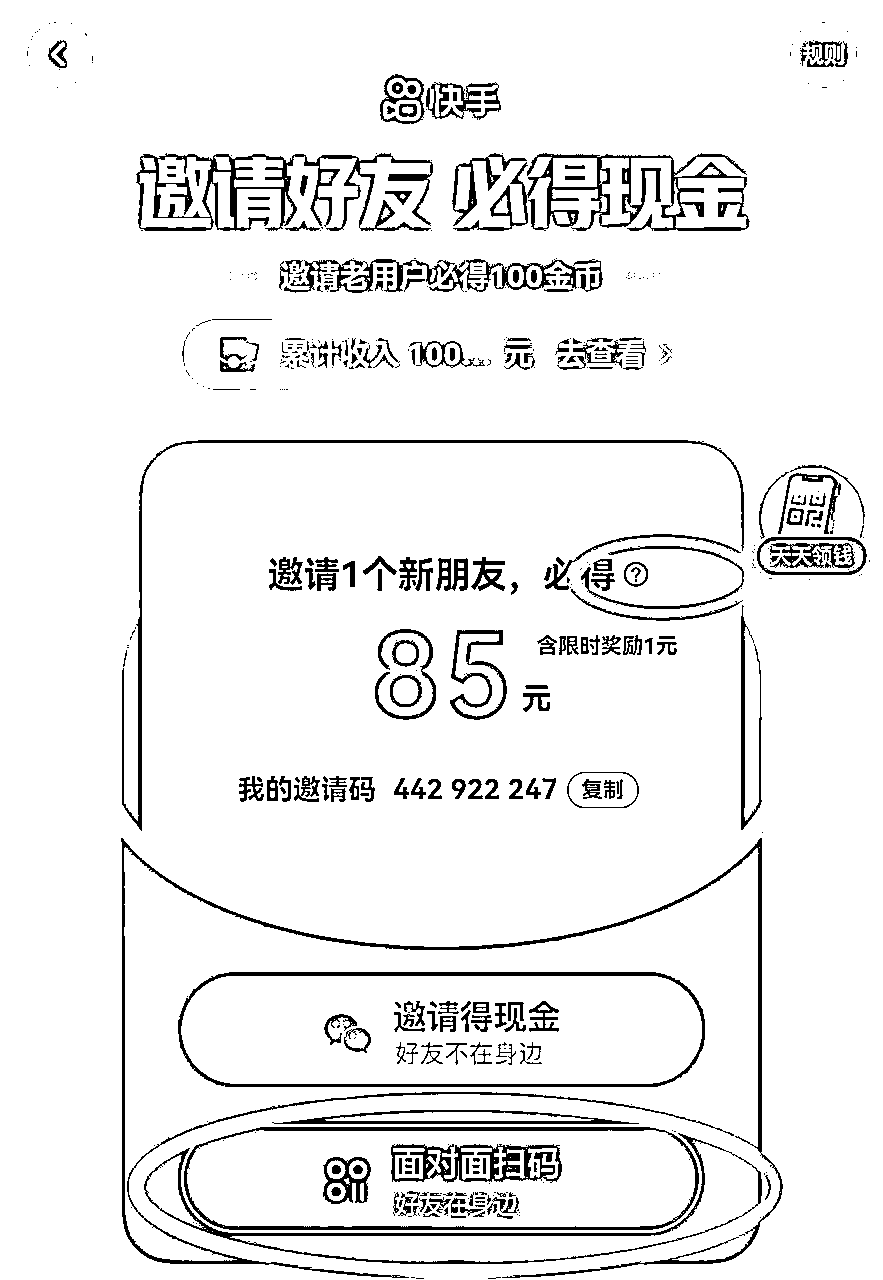 规则
快手
邀请好友 必得现金
邀请老用户必得100金币
累计收入 100 元 去查看
天天领钱
邀请1个新朋友，必得?
含限时奖励1元
85元
我的邀请码 442 922 247 复制
邀请得现金
好友不在身边
面对面扫码
好友在身边